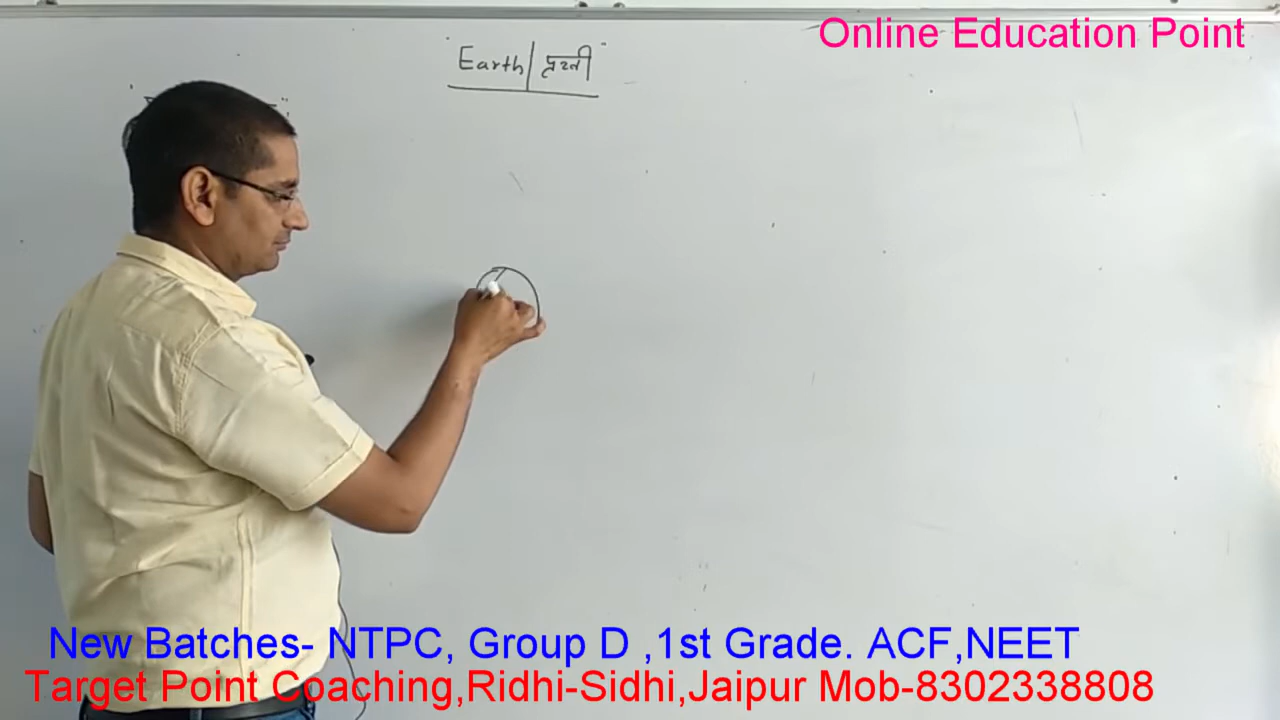 Online Education Point
Earth|पृथ्वी
New Batches- NTPC, Group D ,1st Grade. ACF,NEET
Target Point Coaching,Ridhi-Sidhi,Jaipur Mob-8302338808